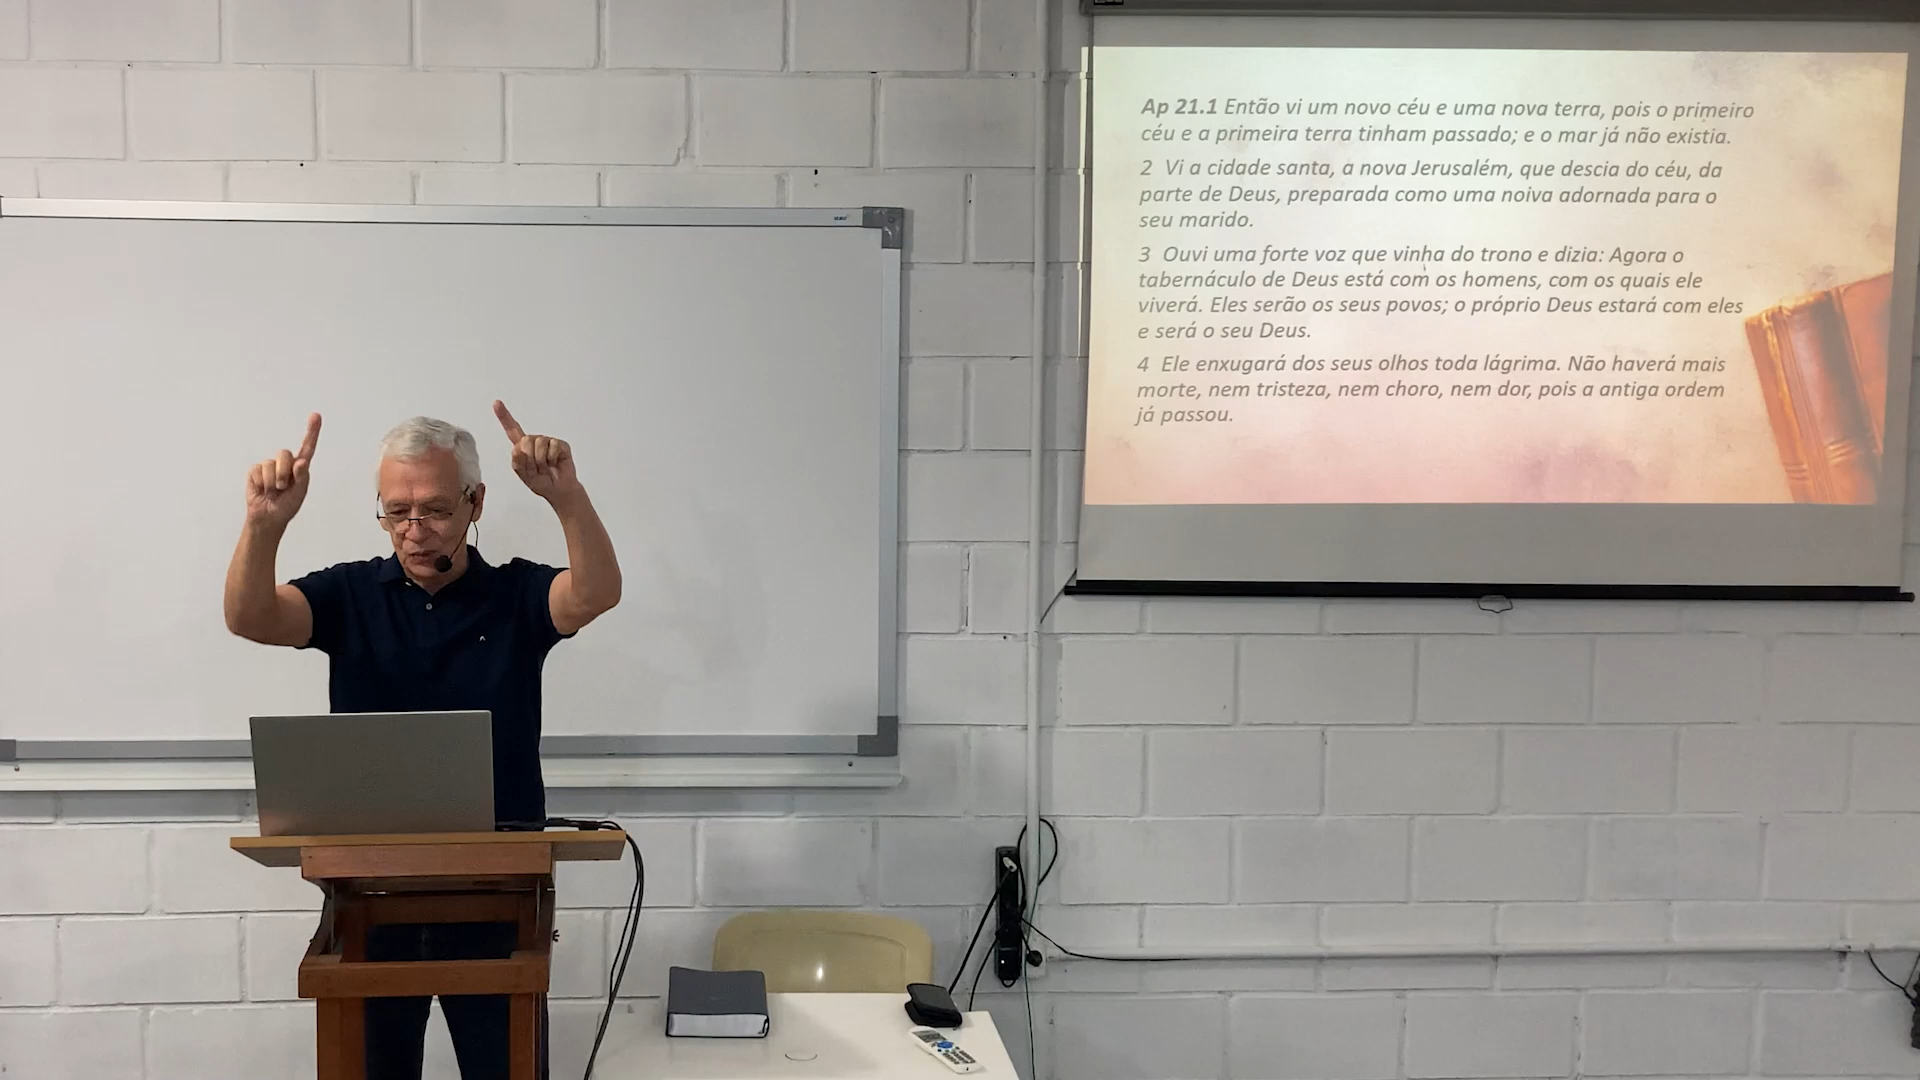 Ap 21.1 Então vi um novo céu e uma nova terra, pois o primeiro
céu e a primeira terra tinham passado; e o mar já não existia.
2 Vi a cidade santa, a nova Jerusalém, que descia do céu, da
parte de Deus, preparada como uma noiva adornada para o
seu marido.
3 Ouvi uma forte voz que vinha do trono e dizia: Agora o
tabernáculo de Deus está com os homens, com os quais ele
viverá. Eles serão os seus povos; o próprio Deus estará com eles
e será o seu Deus.
4 Ele enxugará dos seus olhos toda lágrima. Não haverá mais
morte, nem tristeza, nem choro, nem dor, pois a antiga ordem
já passou.